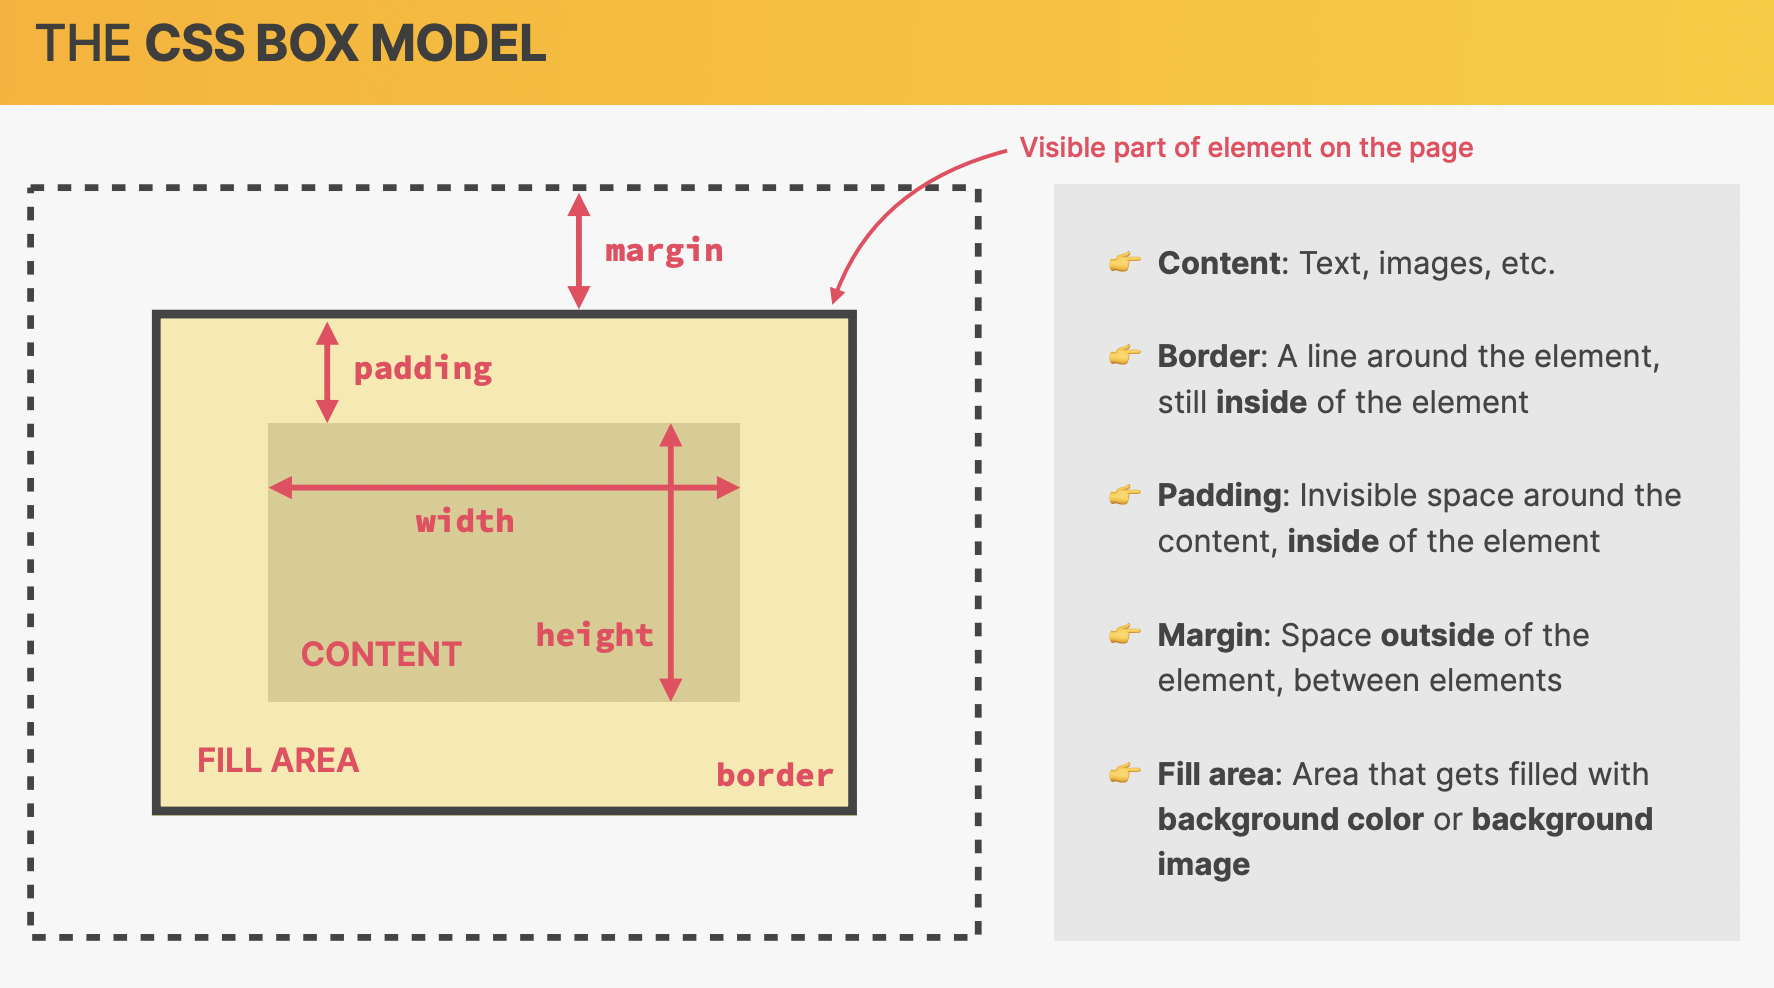 THE CSS BOX MODEL
Visible part of element on the page
margin
padding
width
height
CONTENT
FILL AREA
border
👉 Content: Text, images, etc.
👉 Border: A line around the element,
still inside of the element
👉 Padding: Invisible space around the
content, inside of the element
👉 Margin: Space outside of the
element, between elements
👉 Fill area: Area that gets filled with
background color or background
image